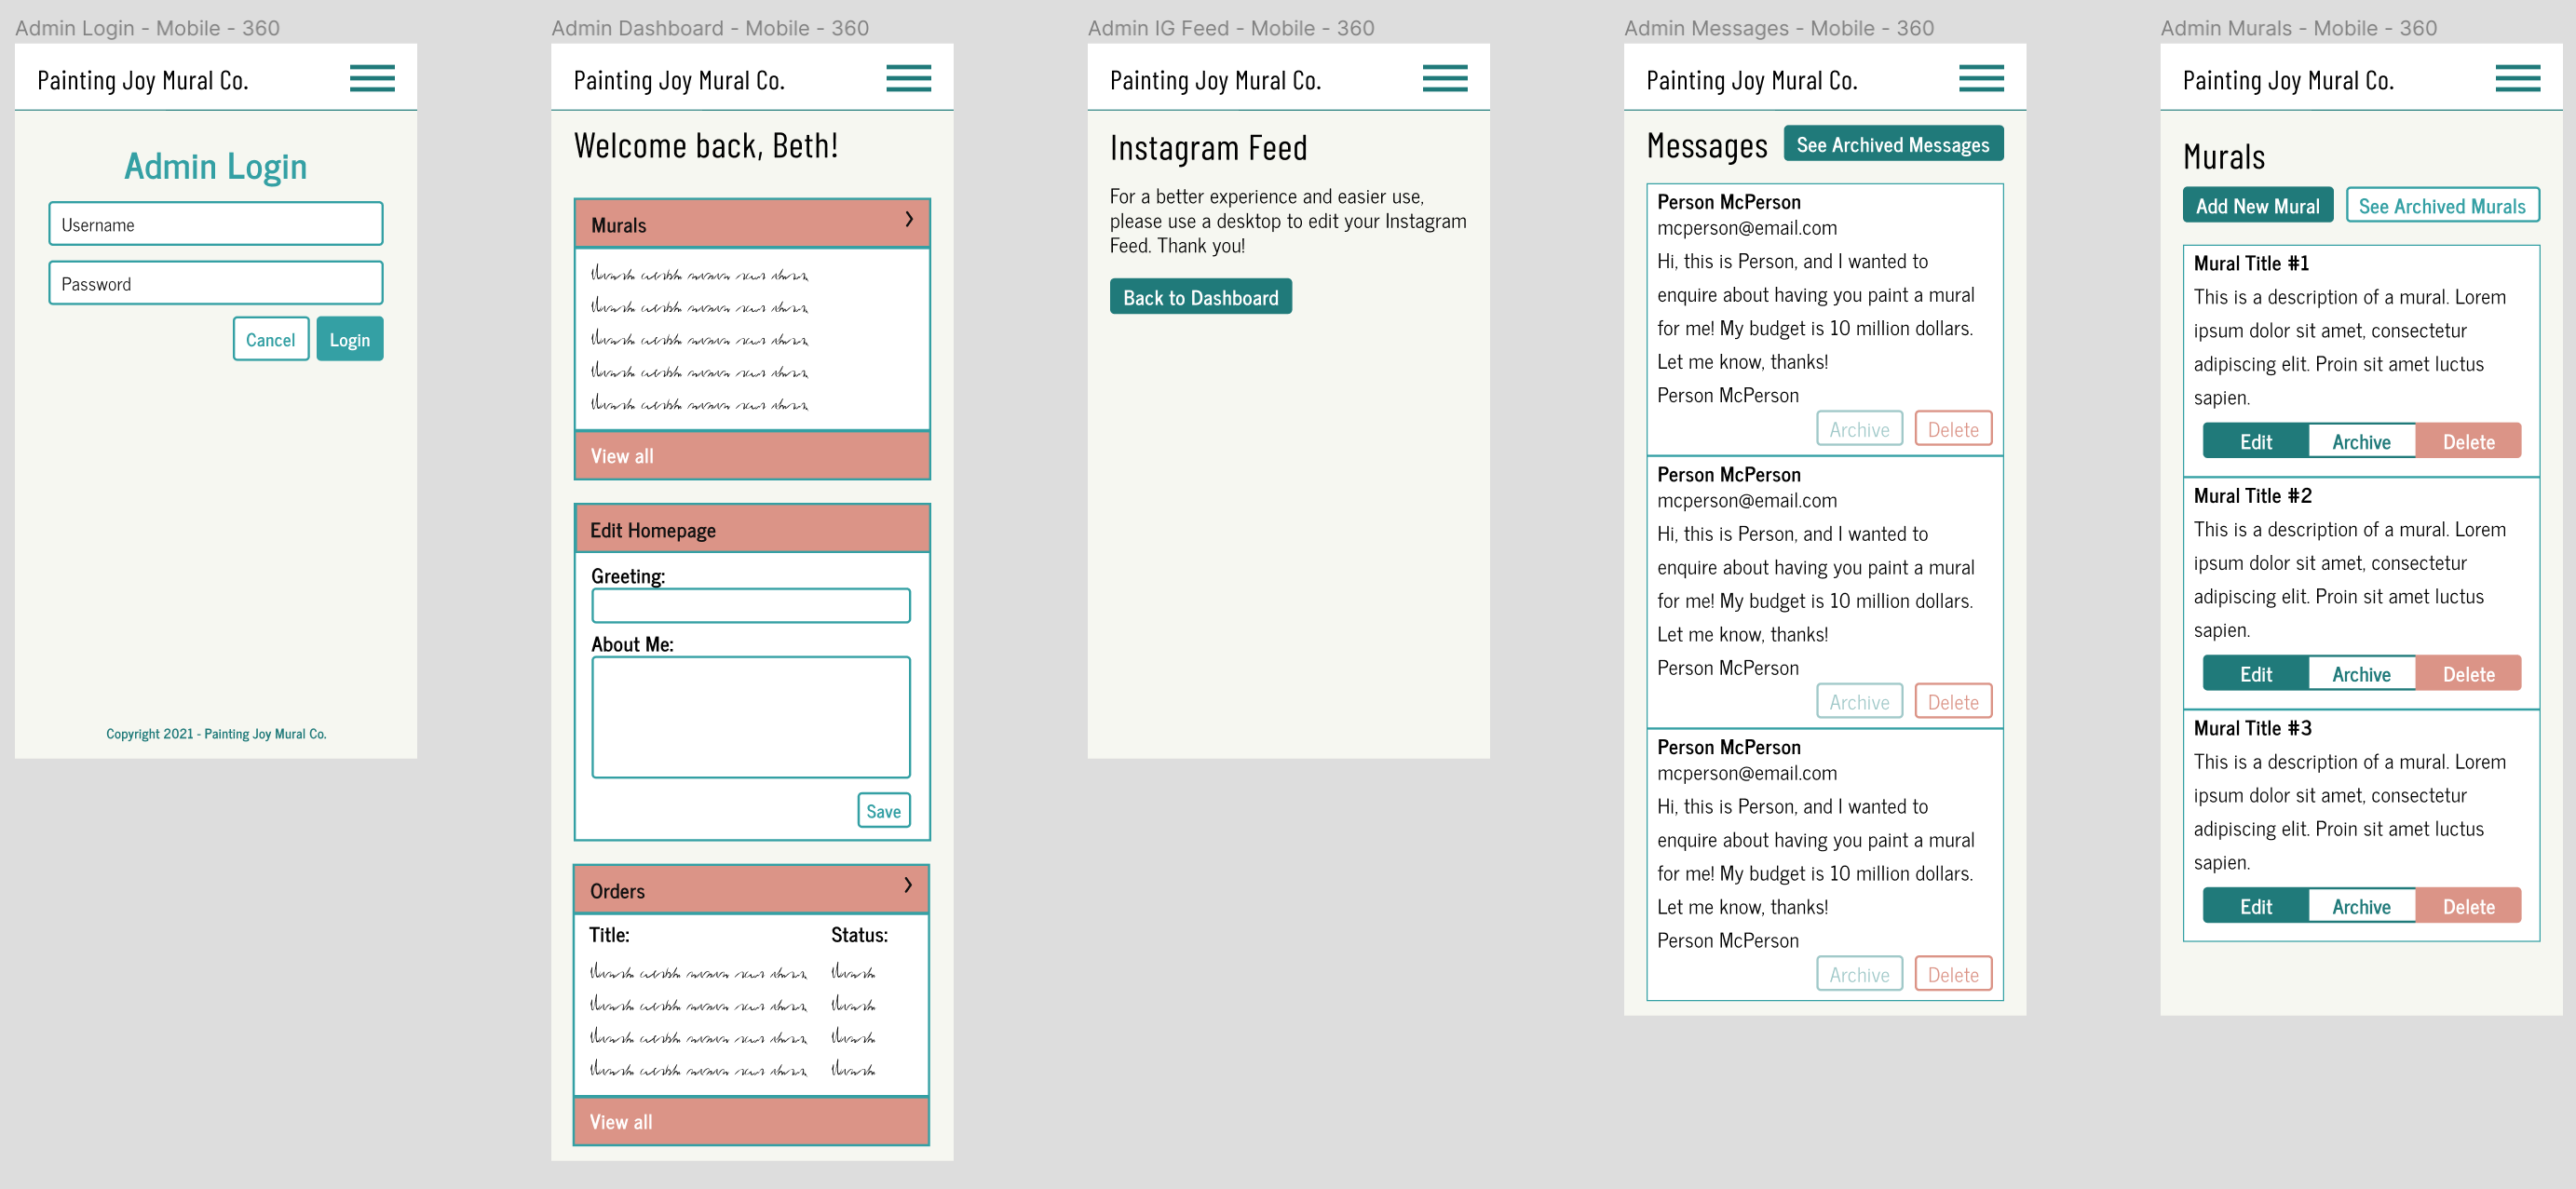 Admin Login - Mobile - 360
Painting Joy Mural Co.
Admin Login
Username
Password
Cancel
Login
Copyright 2021 - Painting Joy Mural Co.
Admin Dashboard - Mobile - 360
Painting Joy Mural Co.
Welcome back, Beth!
Murals
View all
Edit Homepage
Greeting:
About Me:
Save
Orders
Title: Status:
View all
Admin IG Feed - Mobile - 360
Painting Joy Mural Co.
Instagram Feed
For a better experience and easier use,
please use a desktop to edit your Instagram
Feed. Thank you!
Back to Dashboard
Admin Messages - Mobile - 360
Painting Joy Mural Co.
Messages
See Archived Messages
Person McPerson
mcperson@email.com
Hi, this is Person, and I wanted to
enquire about having you paint a mural
for me! My budget is 10 million dollars.
Let me know, thanks!
Person McPerson
Archive
Delete
Person McPerson
mcperson@email.com
Hi, this is Person, and I wanted to
enquire about having you paint a mural
for me! My budget is 10 million dollars.
Let me know, thanks!
Person McPerson
Archive
Delete
Person McPerson
mcperson@email.com
Hi, this is Person, and I wanted to
enquire about having you paint a mural
for me! My budget is 10 million dollars.
Let me know, thanks!
Person McPerson
Archive
Delete
Admin Murals - Mobile - 360
Painting Joy Mural Co.
Murals
Add New Mural
See Archived Murals
Mural Title #1
This is a description of a mural. Lorem
ipsum dolor sit amet, consectetur
adipiscing elit. Proin sit amet luctus
sapien.
Edit
Archive
Delete
Mural Title #2
This is a description of a mural. Lorem
ipsum dolor sit amet, consectetur
adipiscing elit. Proin sit amet luctus
sapien.
Edit
Archive
Delete
Mural Title #3
This is a description of a mural. Lorem
ipsum dolor sit amet, consectetur
adipiscing elit. Proin sit amet luctus
sapien.
Edit
Archive
Delete